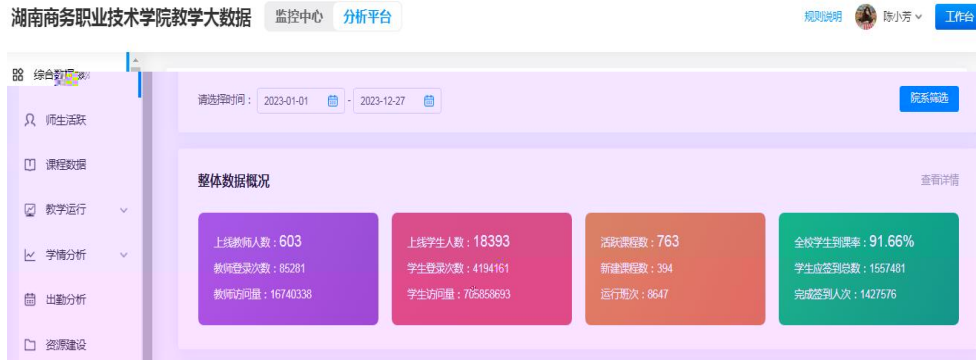 湖南商务职业技术学院教学大数据 监控中心 分析平台 规则说明 陈小芳 工作台
综合数据
请选择时间： 2023-01-01 - 2023-12-27 院系筛选
师生活跃
课程数据
整体数据概况 查看详情
教学运行
上线教师人数：603 上线学生人数：18393 活跃课程数：763 全校学生到课率：91.66%
学情分析
教师登录次数：85281 学生登录次数：4194161 新建课程数：394 学生应签到总数：1557481
教师访问量：16740338 学生访问量：705858693 运行班次：8647 完成签到人次：1427576
出勤分析
资源建设